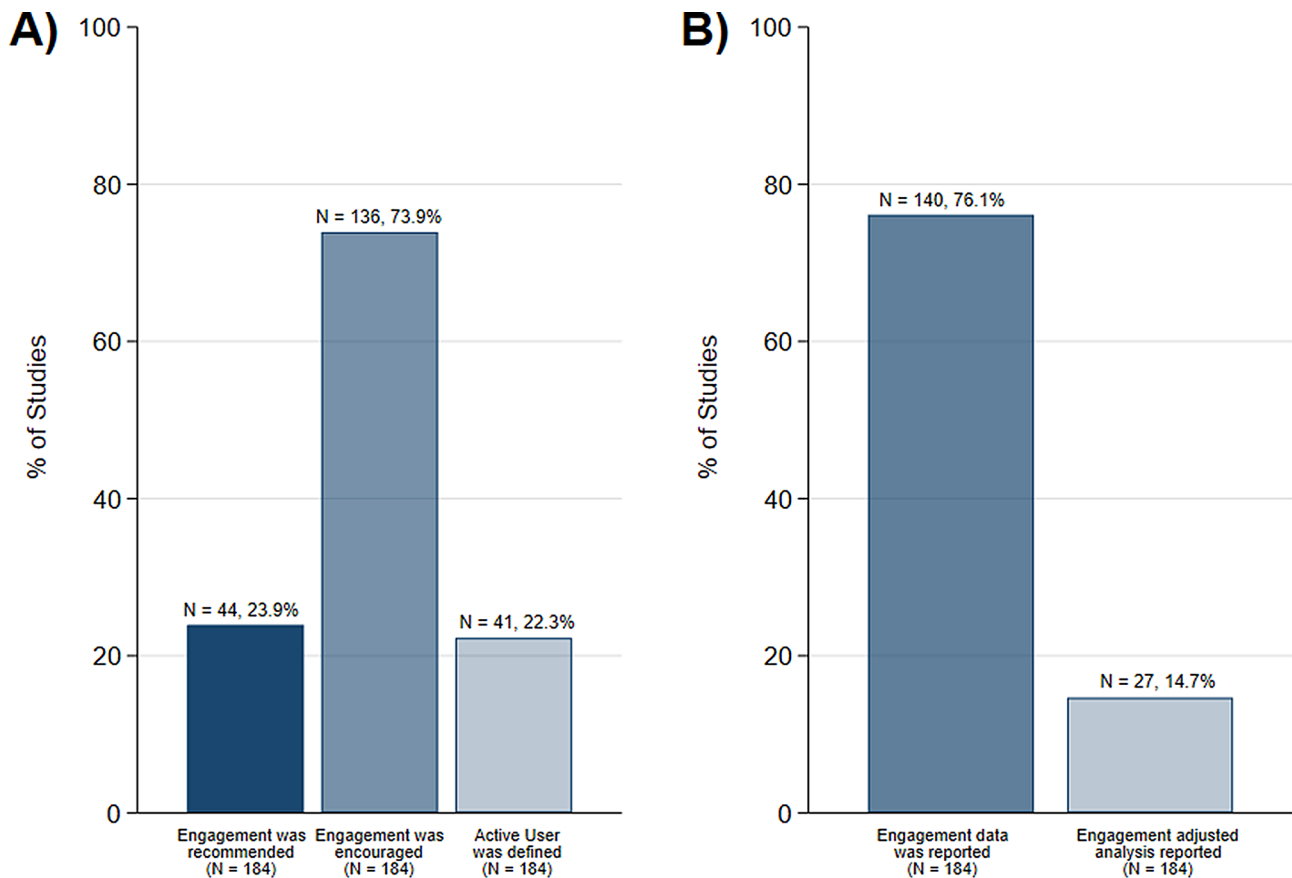 A)
% of Studies
100
80
60
40
20
0
N = 44, 23.9%
N = 136, 73.9%
N = 41, 22.3%
Engagement was
recommended
(N = 184)
Engagement was
encouraged
(N = 184)
Active User
was defined
(N = 184)
B)
% of Studies
100
80
60
40
20
0
N = 140, 76.1%
N = 27, 14.7%
Engagement data
was reported
(N = 184)
Engagement adjusted
analysis reported
(N = 184)